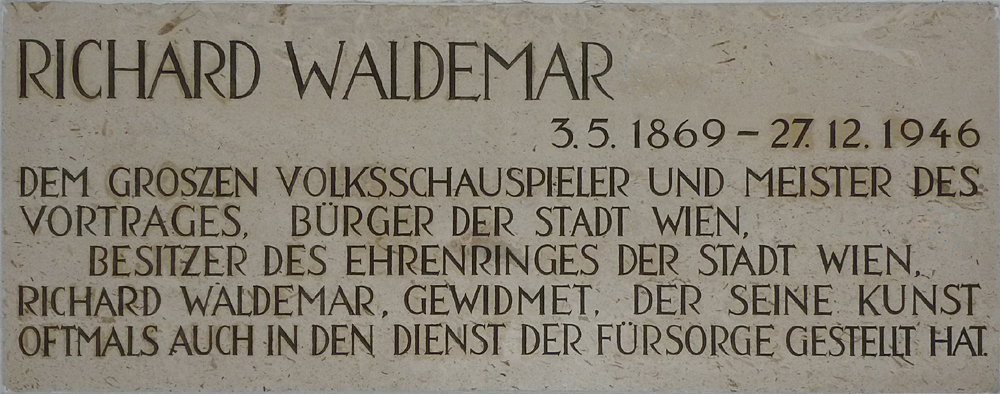 RICHARD WALDEMAR
3.5. 1869 – 27.12. 1946
DEM GROSZEN VOLKSSCHAUSPIELER UND MEISTER DES
VORTRAGES, BÜRGER DER STADT WIEN,
BESITZER DES EHRENRINGES DER STADT WIEN,
RICHARD WALDEMAR, GEWIDMET, DER SEINE KUNST
OFTMALS AUCH IN DEN DIENST DER FÜRSORGE GESTELLT HAT.